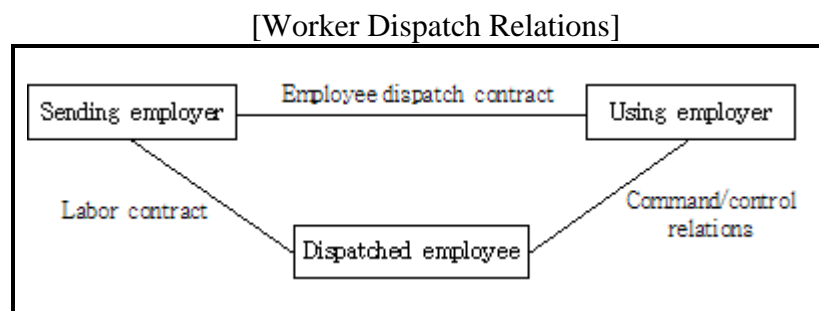 [Worker Dispatch Relations]
Employee dispatch contract
Sending employer
Using employer
Labor contract
Command/control
relations
Dispatched employee